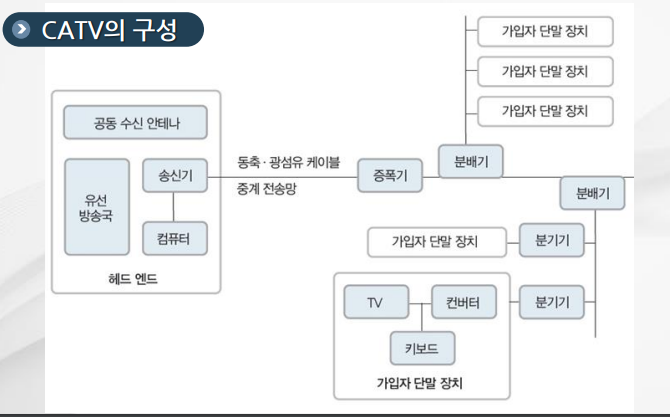 CATV의 구성
가입자 단말 장치
가입자 단말 장치
가입자 단말 장치
공동 수신 안테나
유선
방송국
송신기
컴퓨터
헤드 엔드
동축·광섬유 케이블
중계 전송망
증폭기
분배기
분배기
가입자 단말 장치
분기기
TV
컨버터
분기기
키보드
가입자 단말 장치